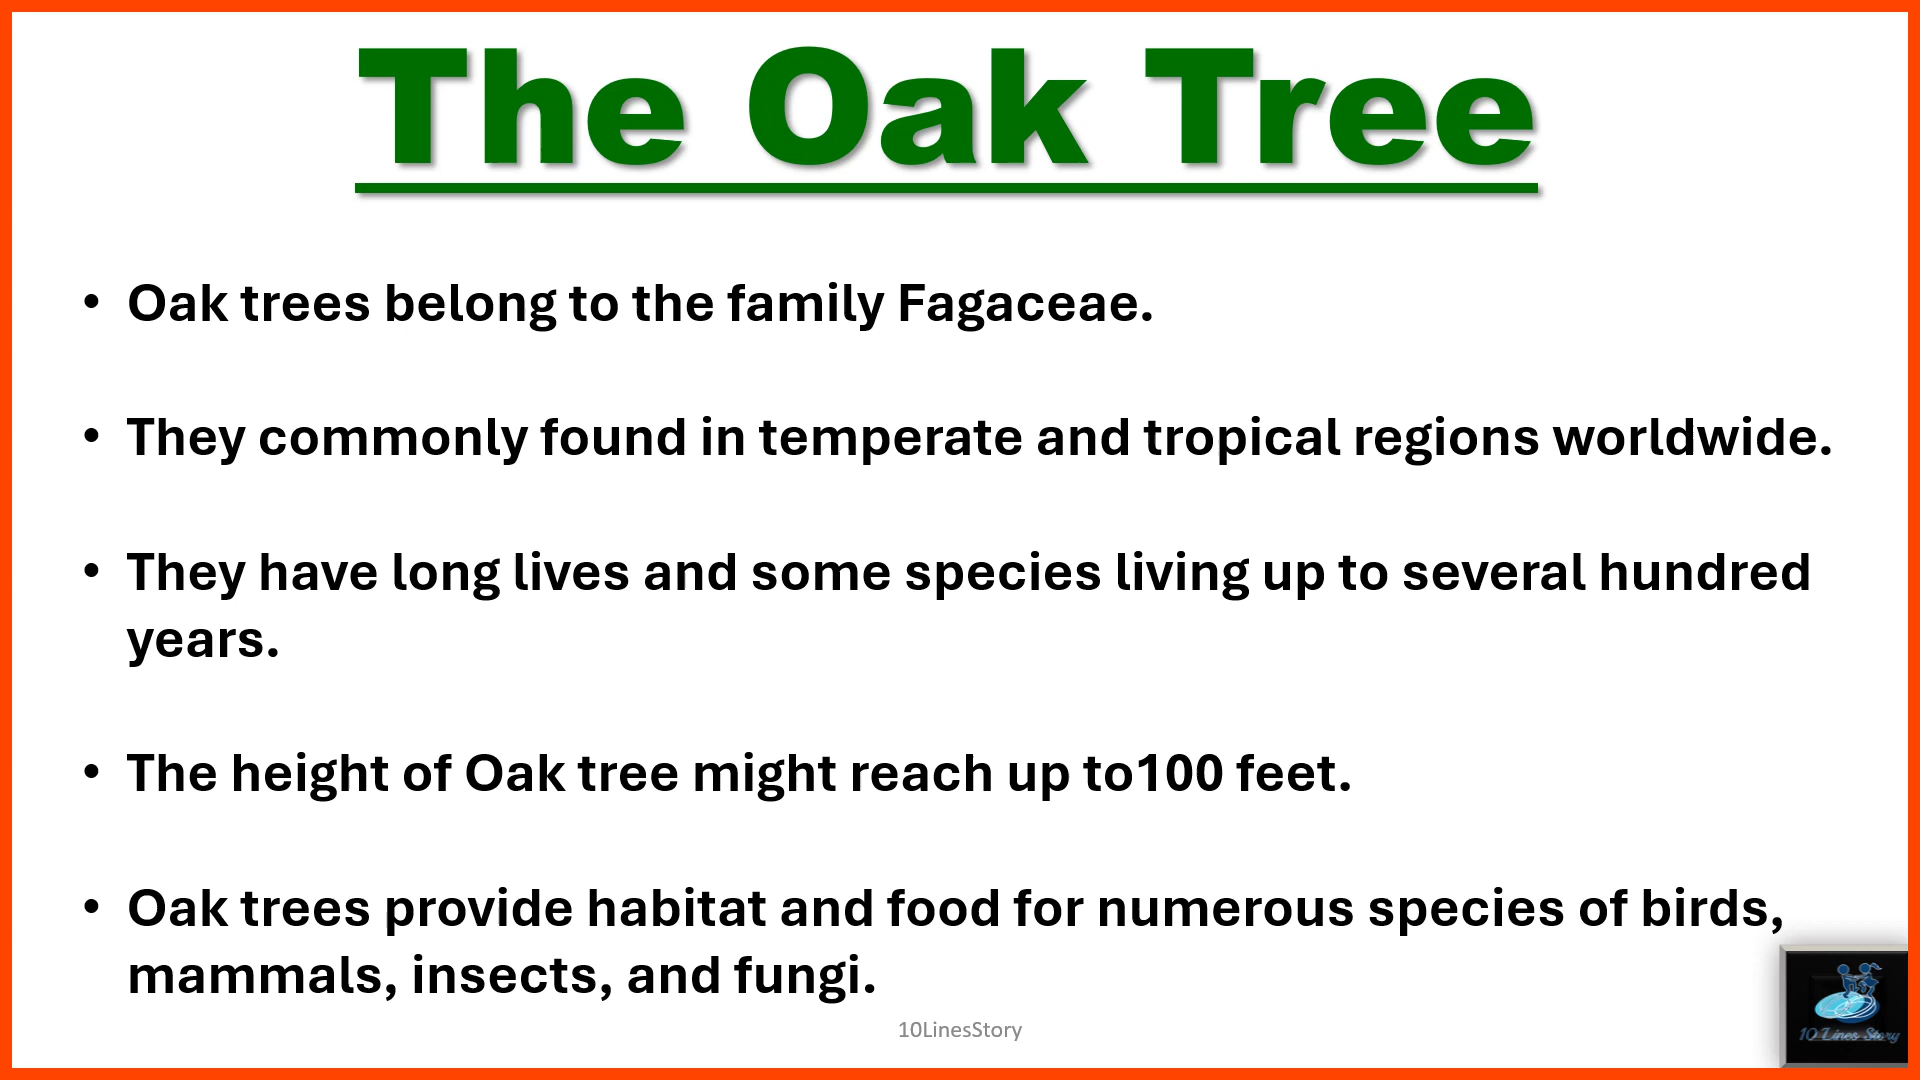 The Oak Tree
• Oak trees belong to the family Fagaceae.
• They commonly found in temperate and tropical regions worldwide.
• They have long lives and some species living up to several hundred
years.
• The height of Oak tree might reach up to100 feet.
• Oak trees provide habitat and food for numerous species of birds,
mammals, insects, and fungi.
10LinesStory
10 Lines Story